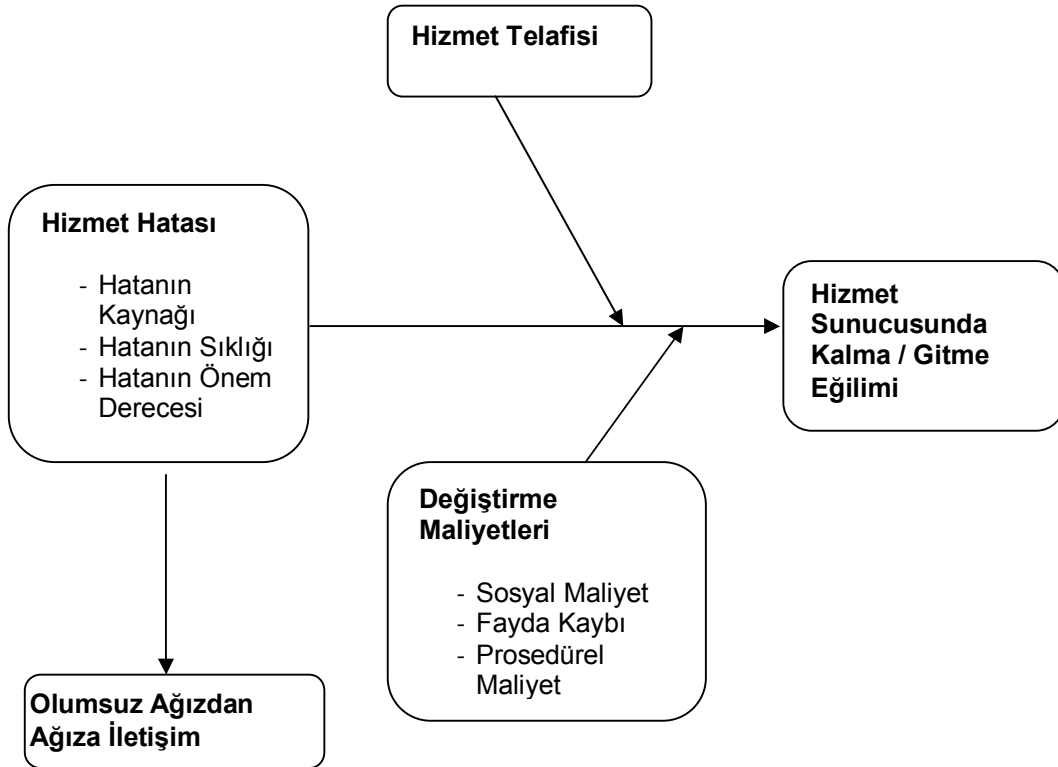 Hizmet Telafisi
Hizmet Hatası
- Hatanın
Kaynağı
- Hatanın Sıklığı
- Hatanın Önem
Derecesi
Hizmet
Sunucusunda
Kalma / Gitme
Eğilimi
Değiştirme
Maliyetleri
- Sosyal Maliyet
- Fayda Kaybı
- Prosedürel
Maliyet
Olumsuz Ağızdan
Ağıza İletişim